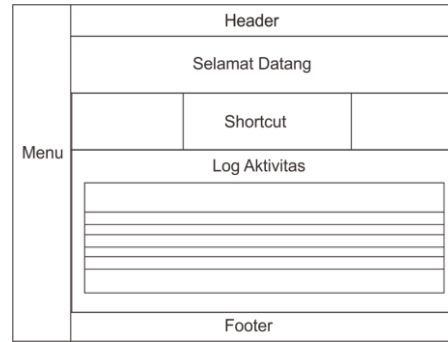 Header
Selamat Datang
Shortcut
Menu
Log Aktivitas
Footer